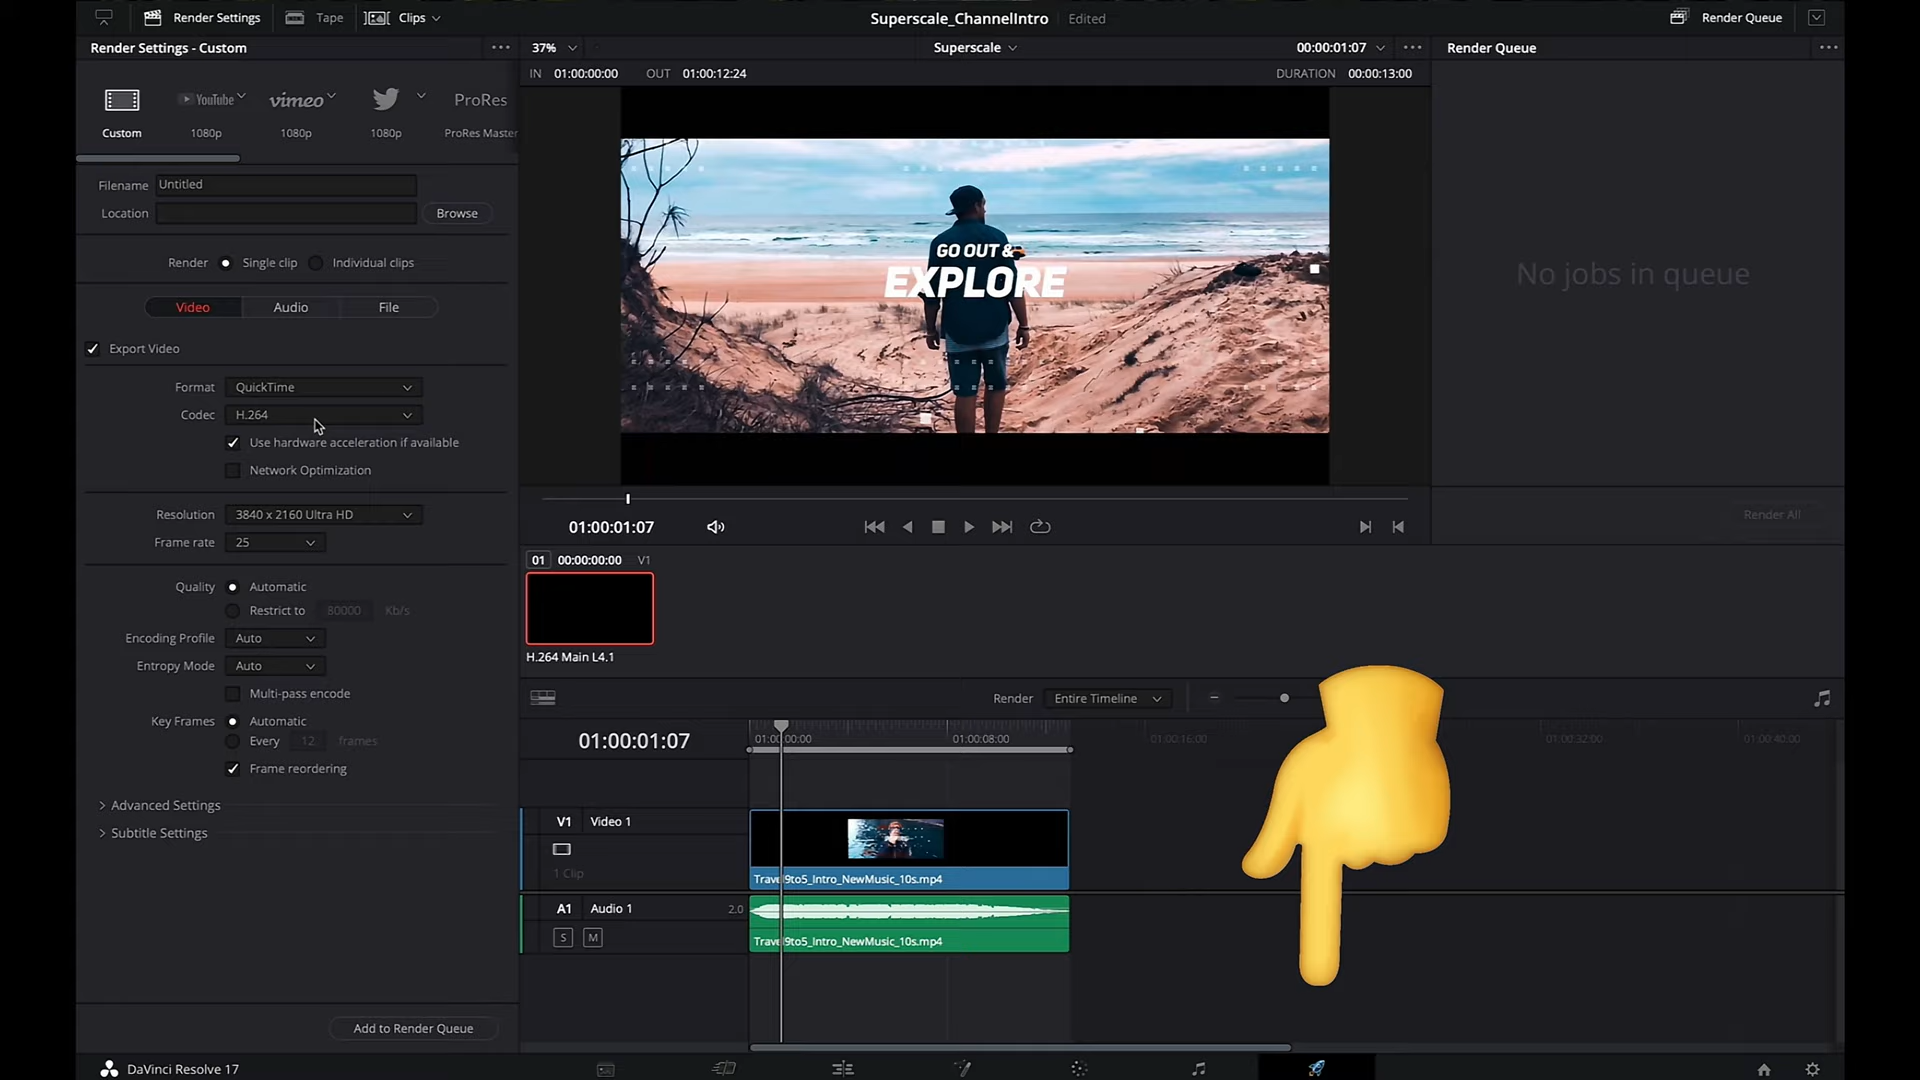 Render Settings
Tape
Clips
Superscale_ChannelIntro
Edited
Render Queue
Render Settings - Custom
37%
Superscale
00:00:01:07
Render Queue
IN 01:00:00:00 OUT 01:00:12:24
DURATION 00:00:13:00
YouTube
vimeo
ProRes
Custom
1080p
1080p
1080p
ProRes Master
Filename Untitled
Location
Browse
Render Single clip Individual clips
Video Audio File
Export Video
Format QuickTime
Codec H.264
Use hardware acceleration if available
Network Optimization
Resolution 3840 x 2160 Ultra HD
Frame rate 25
Quality Automatic
Restrict to 80000 Kb/s
Encoding Profile Auto
Entropy Mode Auto
Multi-pass encode
Key Frames Automatic
Every 12 frames
Frame reordering
Advanced Settings
Subtitle Settings
Add to Render Queue
GO OUT &
EXPLORE
No jobs in queue
Render All
01:00:01:07
01 00:00:00:00 V1
H.264 Main L4.1
Render Entire Timeline
01:00:01:07
01:00:00:00
01:00:08:00
01:00:16:00
01:00:32:00
01:00:40:00
V1 Video 1
1 Clip
Travel9to5_Intro_NewMusic_10s.mp4
A1 Audio 1 2.0
S M
Travel9to5_Intro_NewMusic_10s.mp4
DaVinci Resolve 17